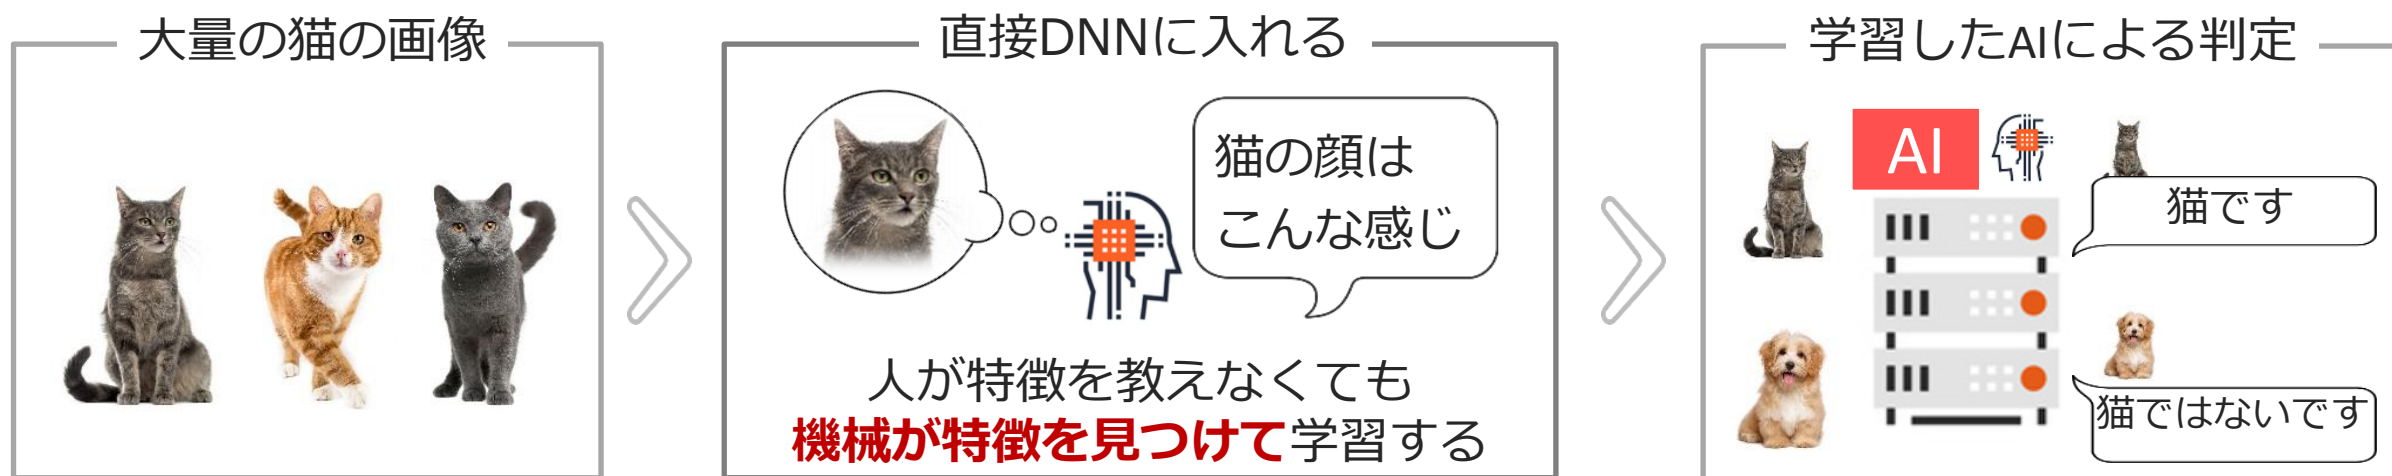 大量の猫の画像
直接DNNに入れる
猫の顔は
こんな感じ
人が特徴を教えなくても
機械が特徴を見つけて学習する
学習したAIによる判定
AI
猫です
猫ではないです